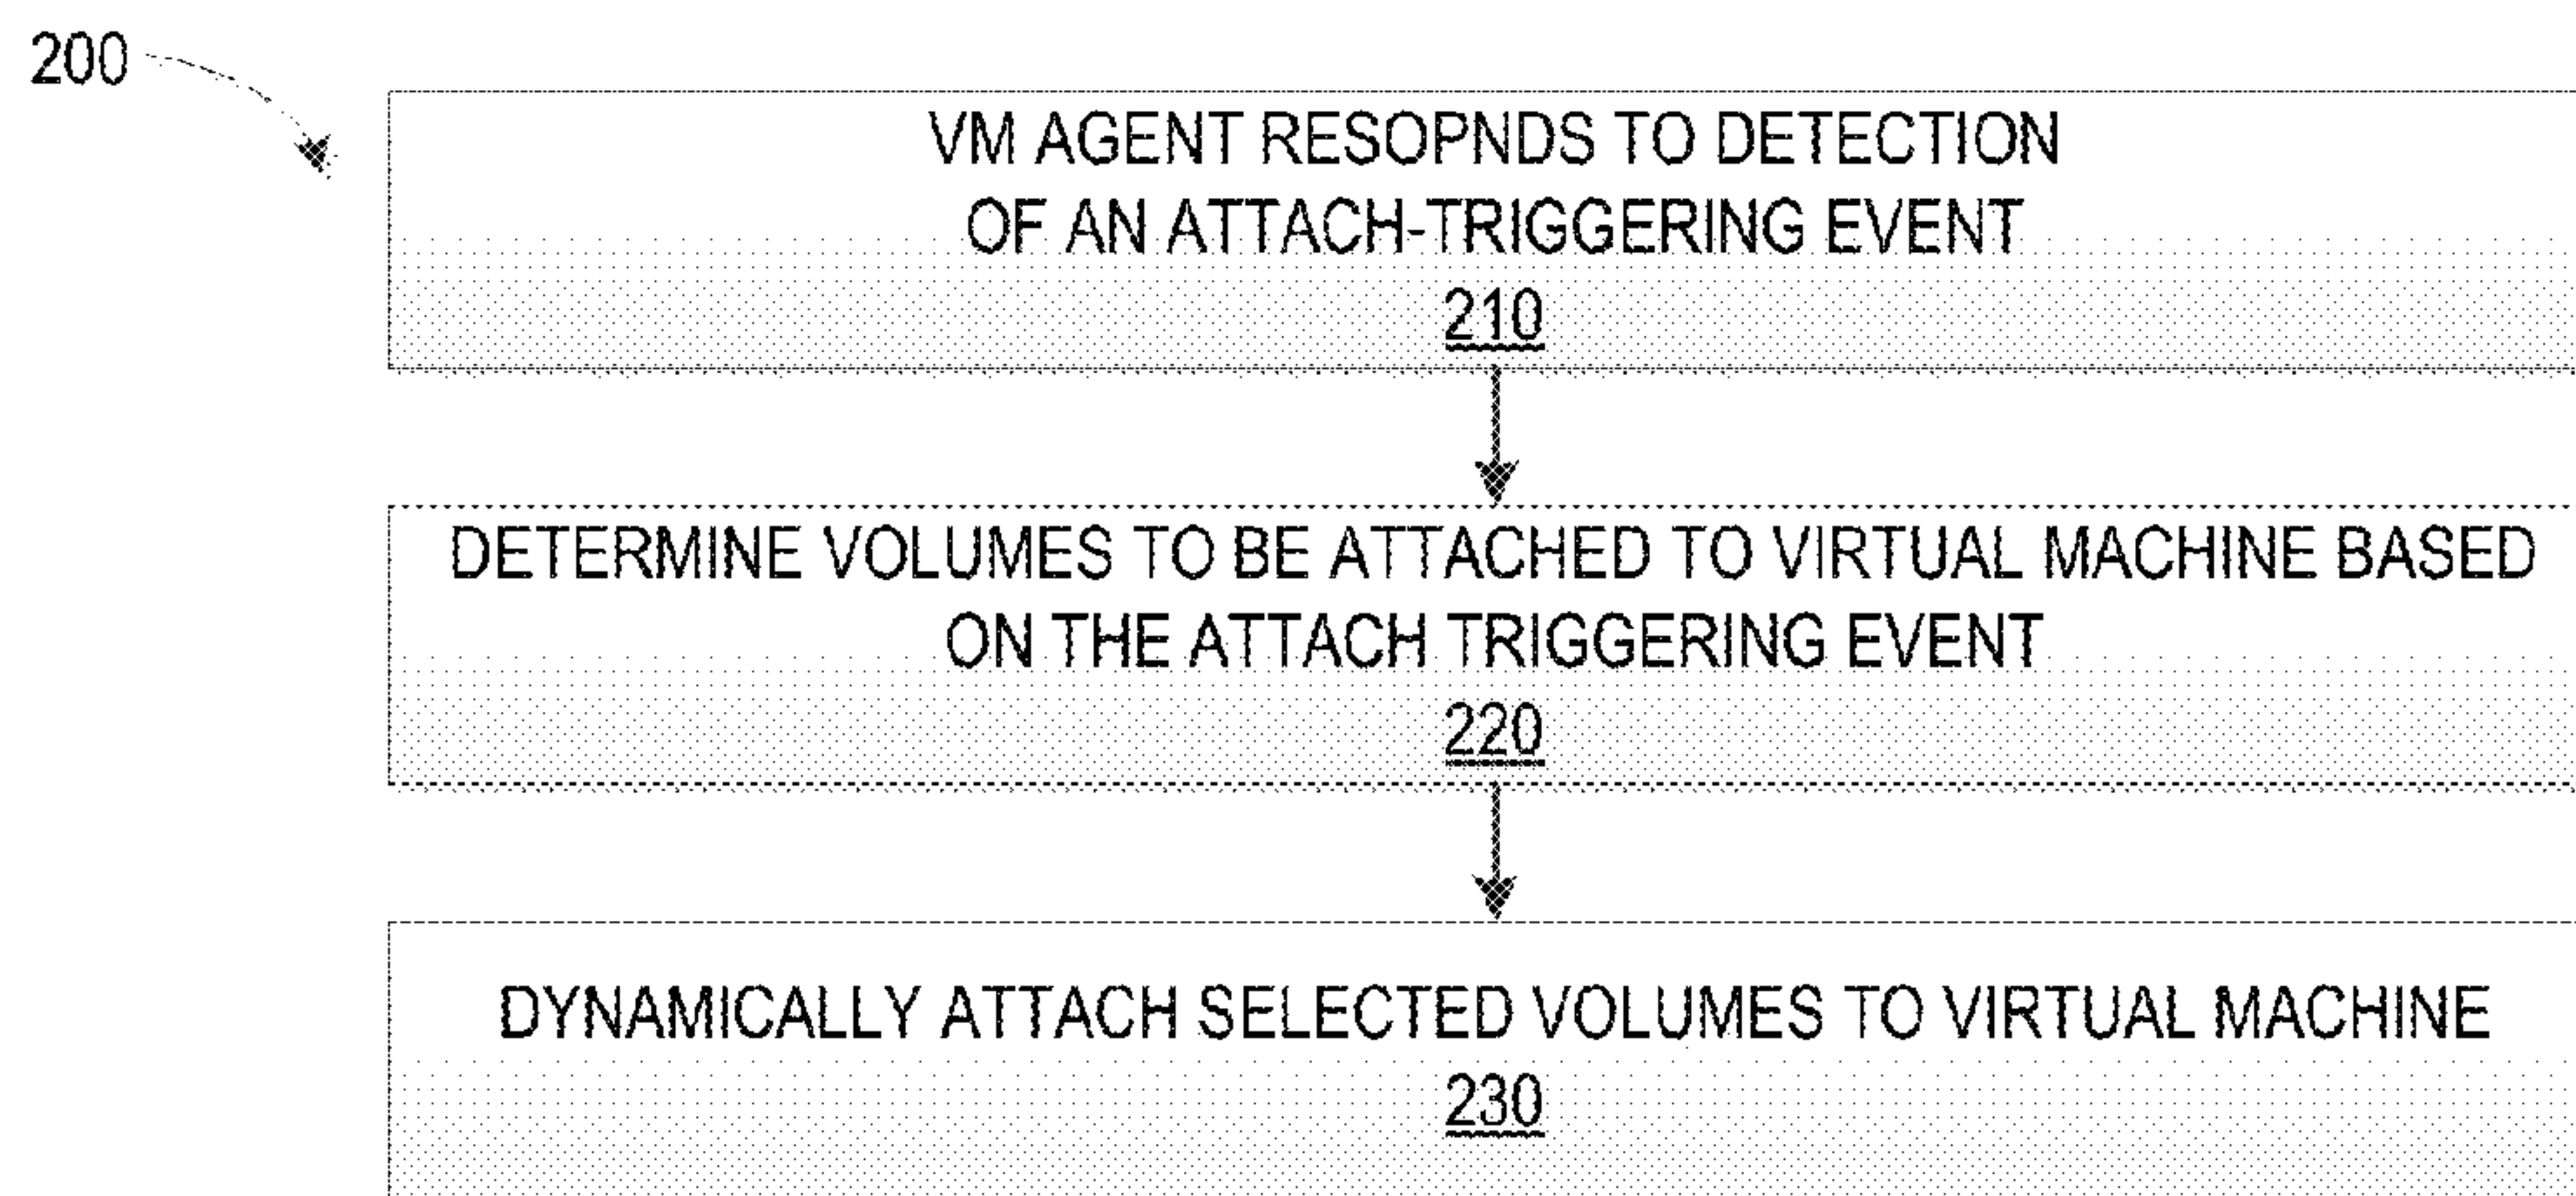 200
VM AGENT RESOPNDS TO DETECTION
OF AN ATTACH-TRIGGERING EVENT
210
DETERMINE VOLUMES TO BE ATTACHED TO VIRTUAL MACHINE BASED
ON THE ATTACH TRIGGERING EVENT
220
DYNAMICALLY ATTACH SELECTED VOLUMES TO VIRTUAL MACHINE
230